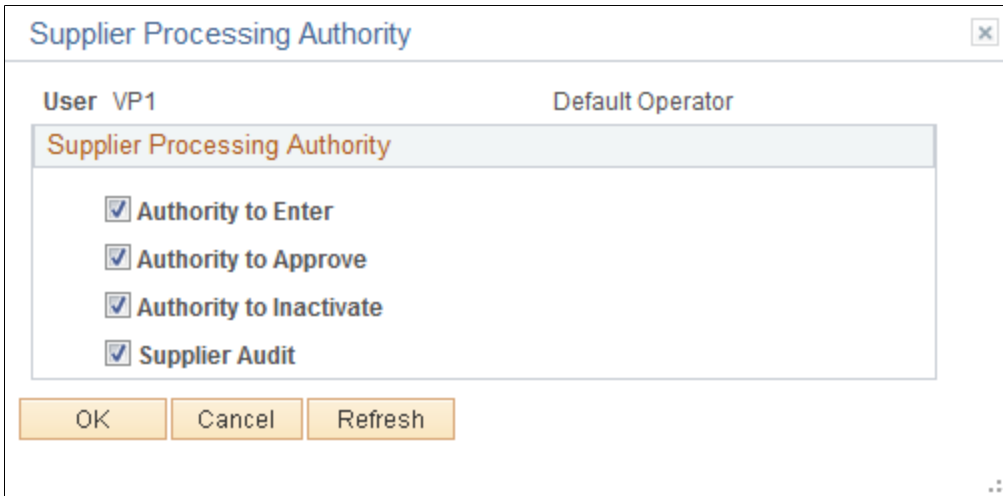 Supplier Processing Authority
User VP1 Default Operator
Supplier Processing Authority
Authority to Enter
Authority to Approve
Authority to Inactivate
Supplier Audit
OK Cancel Refresh